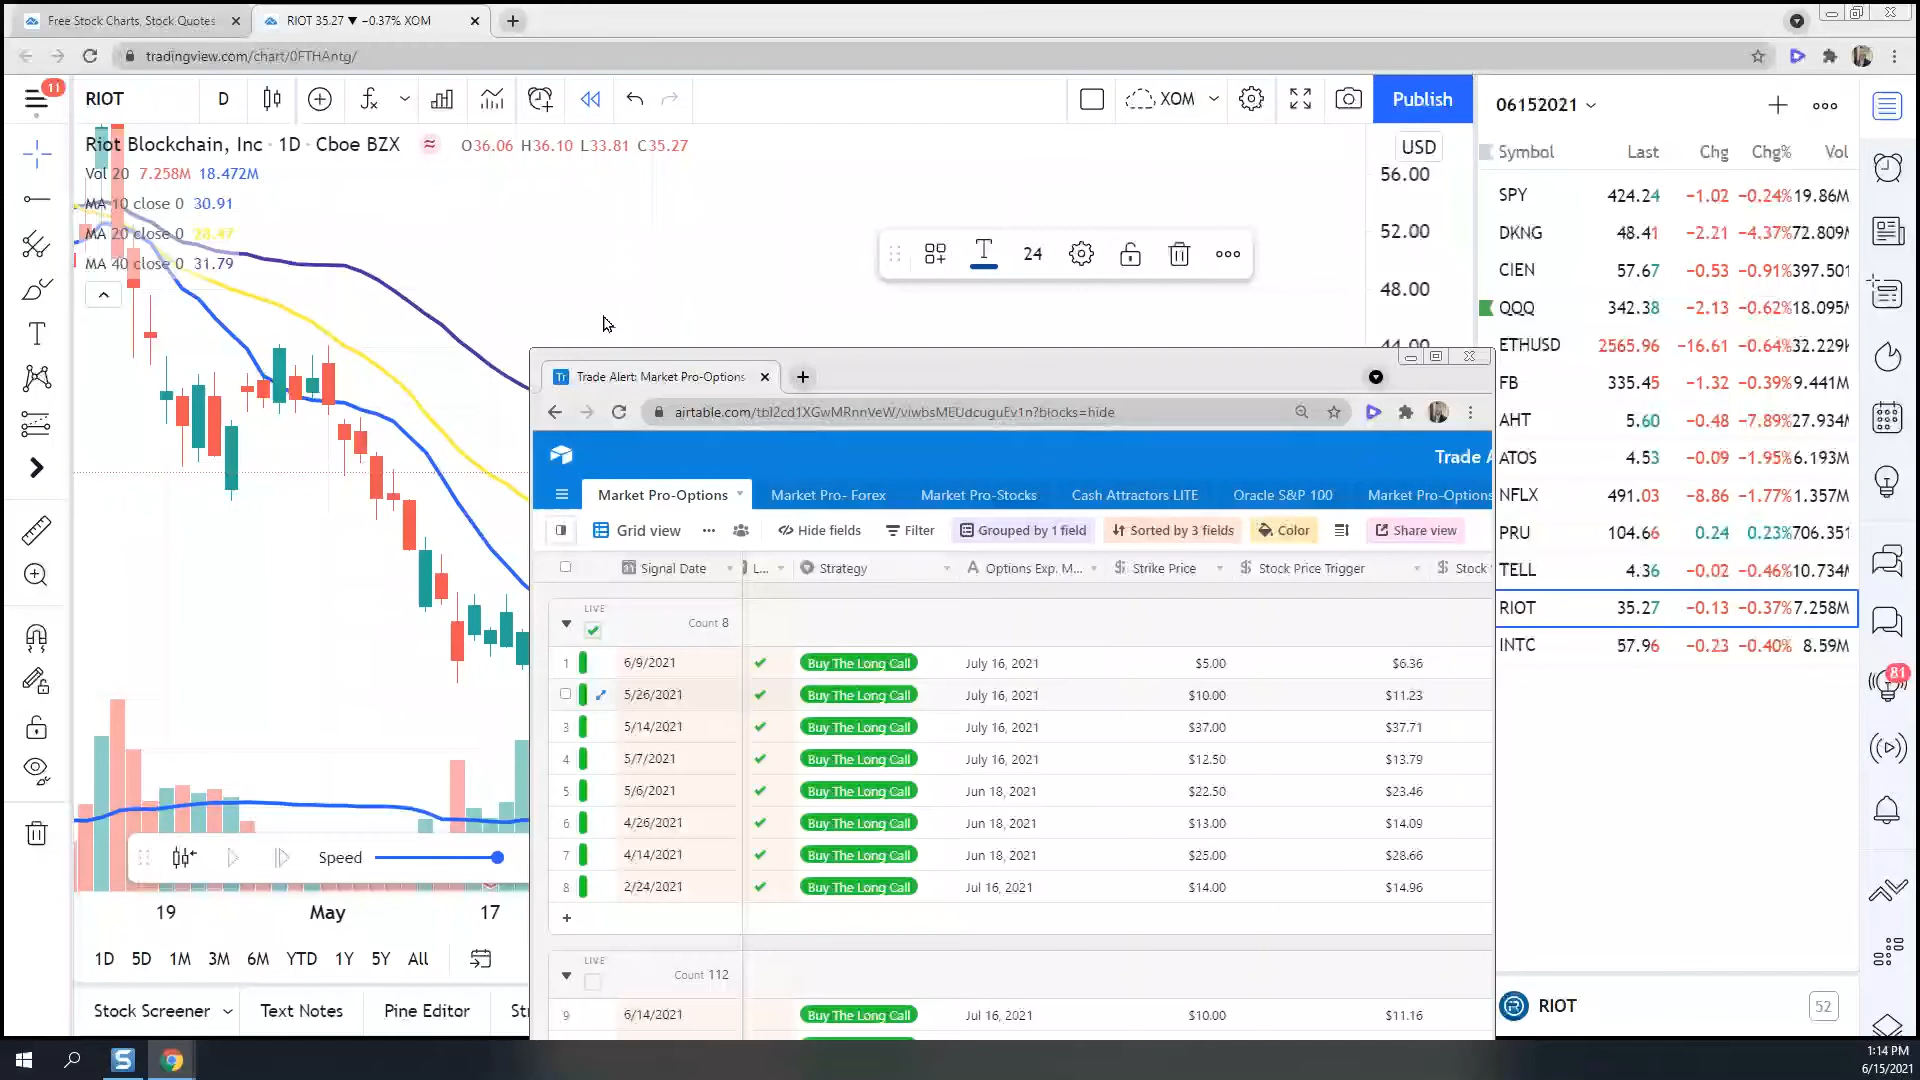 Free Stock Charts, Stock Quotes
RIOT 35.27 ▼ −0.37% XOM
tradingview.com/chart/0FTHAntg/
11
RIOT
D
XOM
Publish
06152021
Riot Blockchain, Inc · 1D · Cboe BZX
O36.06 H36.10 L33.81 C35.27
USD
Vol 20 7.258M 18.472M
MA 10 close 0 30.91
MA 20 close 0 28.47
MA 40 close 0 31.79
56.00
52.00
48.00
44.00
T 24
Symbol Last Chg Chg% Vol
SPY 424.24 −1.02 −0.24% 19.86M
DKNG 48.41 −2.21 −4.37% 72.809M
CIEN 57.67 −0.53 −0.91% 397.501
QQQ 342.38 −2.13 −0.62% 18.095M
ETHUSD 2565.96 −16.61 −0.64% 32.229K
FB 335.45 −1.32 −0.39% 9.441M
AHT 5.60 −0.48 −7.89% 27.934M
ATOS 4.53 −0.09 −1.95% 6.193M
NFLX 491.03 −8.86 −1.77% 1.357M
PRU 104.66 0.24 0.23% 706.351
TELL 4.36 −0.02 −0.46% 10.734M
RIOT 35.27 −0.13 −0.37% 7.258M
INTC 57.96 −0.23 −0.40% 8.59M
81
Trade Alert: Market Pro-Options
airtable.com/tbl2cd1XGwMRnnVeW/viwbsMEUdcuguEv1n?blocks=hide
Trade A
Market Pro-Options Market Pro- Forex Market Pro-Stocks Cash Attractors LITE Oracle S&P 100 Market Pro-Options
Grid view Hide fields Filter Grouped by 1 field Sorted by 3 fields Color Share view
Signal Date L... Strategy Options Exp. M... Strike Price Stock Price Trigger Stock
LIVE
Count 8
1 6/9/2021 Buy The Long Call July 16, 2021 $5.00 $6.36
5/26/2021 Buy The Long Call July 16, 2021 $10.00 $11.23
3 5/14/2021 Buy The Long Call July 16, 2021 $37.00 $37.71
4 5/7/2021 Buy The Long Call July 16, 2021 $12.50 $13.79
5 5/6/2021 Buy The Long Call Jun 18, 2021 $22.50 $23.46
6 4/26/2021 Buy The Long Call Jun 18, 2021 $13.00 $14.09
7 4/14/2021 Buy The Long Call Jun 18, 2021 $25.00 $28.66
8 2/24/2021 Buy The Long Call Jul 16, 2021 $14.00 $14.96
LIVE
Count 112
9 6/14/2021 Buy The Long Call Jul 16, 2021 $10.00 $11.16
Speed
19 May 17
1D 5D 1M 3M 6M YTD 1Y 5Y All
Stock Screener Text Notes Pine Editor Str
RIOT
52
1:14 PM
6/15/2021